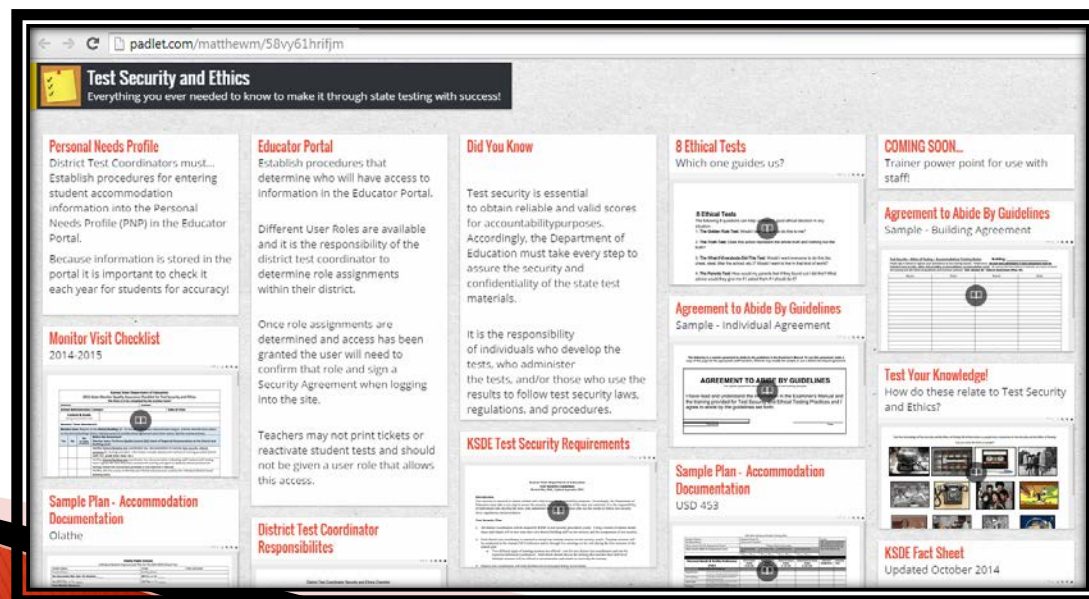 padlet.com/matthewm/58vy61hrifjm
Test Security and Ethics
Everything you ever needed to know to make it through state testing with success!
Personal Needs Profile
District Test Coordinators must...
Establish procedures for entering
student accommodation
information into the Personal
Needs Profile (PNP) in the Educator
Portal.
Because information is stored in the
portal it is important to check it
each year for students for accuracy!
Monitor Visit Checklist
2014-2015
Sample Plan - Accommodation
Documentation
Olathe
Educator Portal
Establish procedures that
determine who will have access to
information in the Educator Portal.
Different User Roles are available
and it is the responsibility of the
district test coordinator to
determine role assignments
within their district.
Once role assignments are
determined and access has been
granted the user will need to
confirm that role and sign a
Security Agreement when logging
into the site.
Teachers may not print tickets or
reactivate student tests and should
not be given a user role that allows
this access.
District Test Coordinator
Responsibilites
District Test Coordinator Security and Ethics Checklist
Did You Know
Test security is essential
to obtain reliable and valid scores
for accountabilitypurposes.
Accordingly, the Department of
Education must take every step to
assure the security and
confidentiality of the state test
materials.
It is the responsibility
of individuals who develop the
tests, who administer
the tests, and/or those who use the
results to follow test security laws,
regulations, and procedures.
KSDE Test Security Requirements
8 Ethical Tests
Which one guides us?
8 Ethical Tests
Agreement to Abide By Guidelines
Sample - Individual Agreement
AGREEMENT TO ABIDE BY GUIDELINES
Sample Plan - Accommodation
Documentation
USD 453
COMING SOON...
Trainer power point for use with
staff!
Agreement to Abide By Guidelines
Sample - Building Agreement
Test Your Knowledge!
How do these relate to Test Security
and Ethics?
KSDE Fact Sheet
Updated October 2014